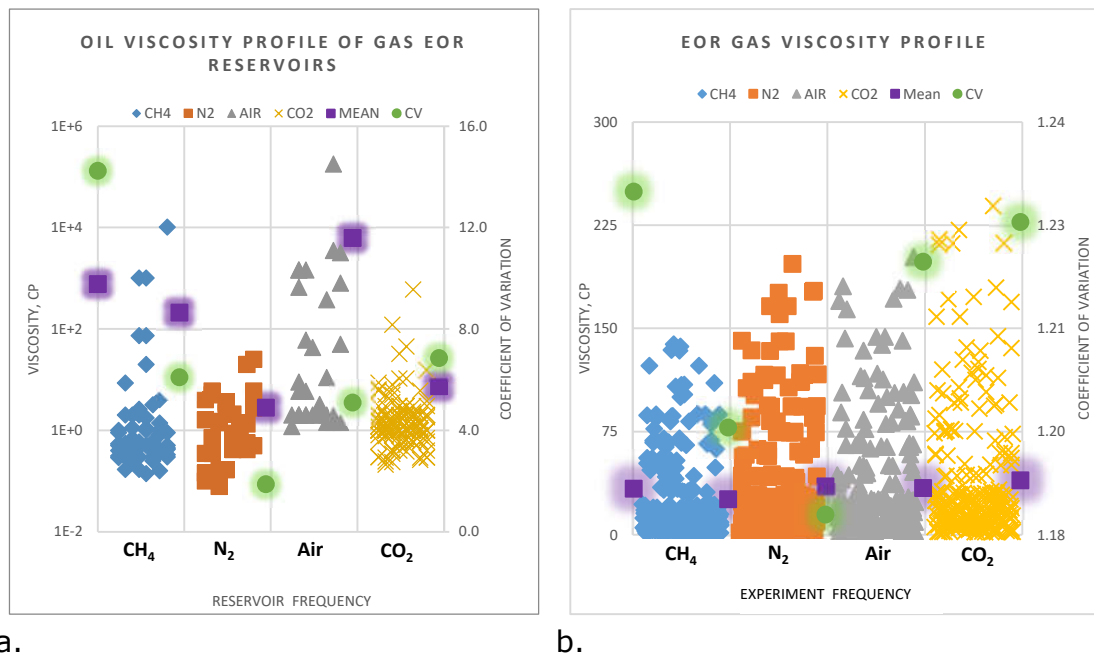 OIL VISCOSITY PROFILE OF GAS EOR
RESERVOIRS
CH4 N2 AIR CO2 MEAN CV
1E+6
1E+4
1E+2
1E+0
1E-2
VISCOSITY, CP
16.0
12.0
8.0
4.0
0.0
COEFFICIENT OF VARIATION
CH₄ N₂ Air CO₂
RESERVOIR FREQUENCY
a.
EOR GAS VISCOSITY PROFILE
CH4 N2 AIR CO2 Mean CV
300
225
150
75
0
VISCOSITY, CP
1.24
1.23
1.21
1.20
1.18
COEFFICIENT OF VARIATION
CH₄ N₂ Air CO₂
EXPERIMENT FREQUENCY
b.